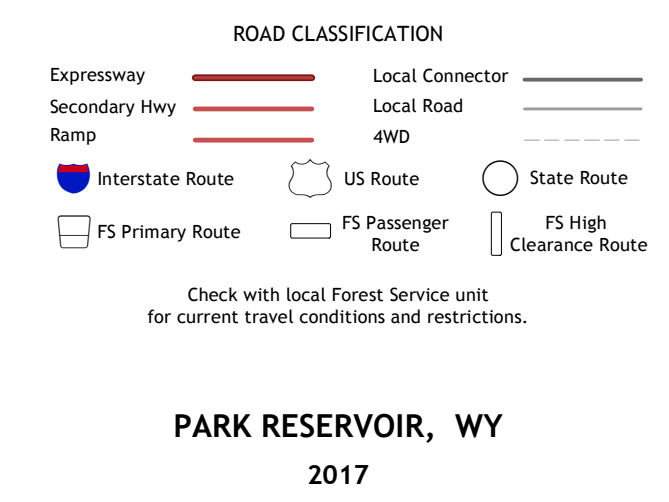 ROAD CLASSIFICATION
Expressway
Local Connector
Secondary Hwy
Local Road
Ramp
4WD
Interstate Route
US Route
State Route
FS Primary Route
FS Passenger
Route
FS High
Clearance Route
Check with local Forest Service unit
for current travel conditions and restrictions.
PARK RESERVOIR, WY
2017